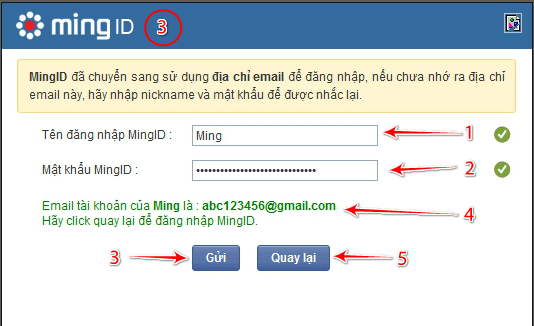 ming ID 3
MingID đã chuyển sang sử dụng địa chỉ email để đăng nhập, nếu chưa nhớ ra địa chỉ
email này, hãy nhập nickname và mật khẩu để được nhắc lại.
Tên đăng nhập MingID : Ming 1
Mật khẩu MingID : •••••••••••••••••••••••••••••• 2
Email tài khoản của Ming là : abc123456@gmail.com
Hãy click quay lại để đăng nhập MingID. 4
3 Gửi Quay lại 5